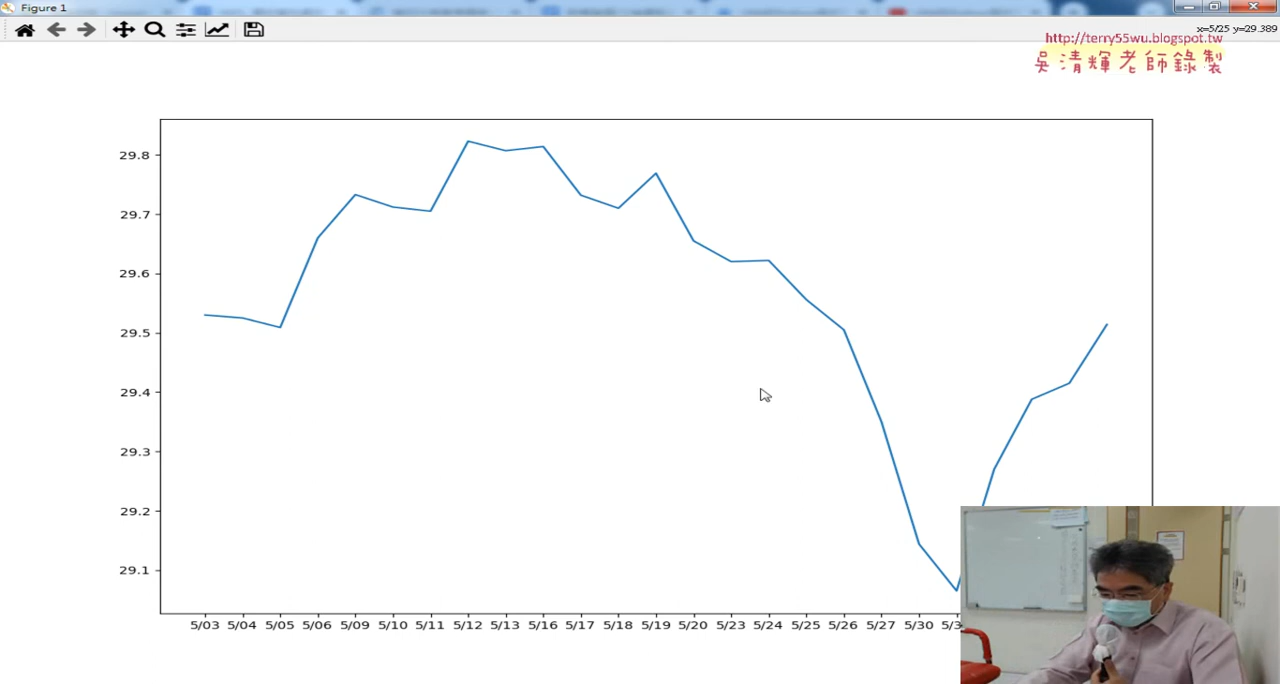 Figure 1
x=5/25 y=29.389
http://terry55wu.blogspot.tw
吳清輝老師錄製
29.8
29.7
29.6
29.5
29.4
29.3
29.2
29.1
5/03 5/04 5/05 5/06 5/09 5/10 5/11 5/12 5/13 5/16 5/17 5/18 5/19 5/20 5/23 5/24 5/25 5/26 5/27 5/30